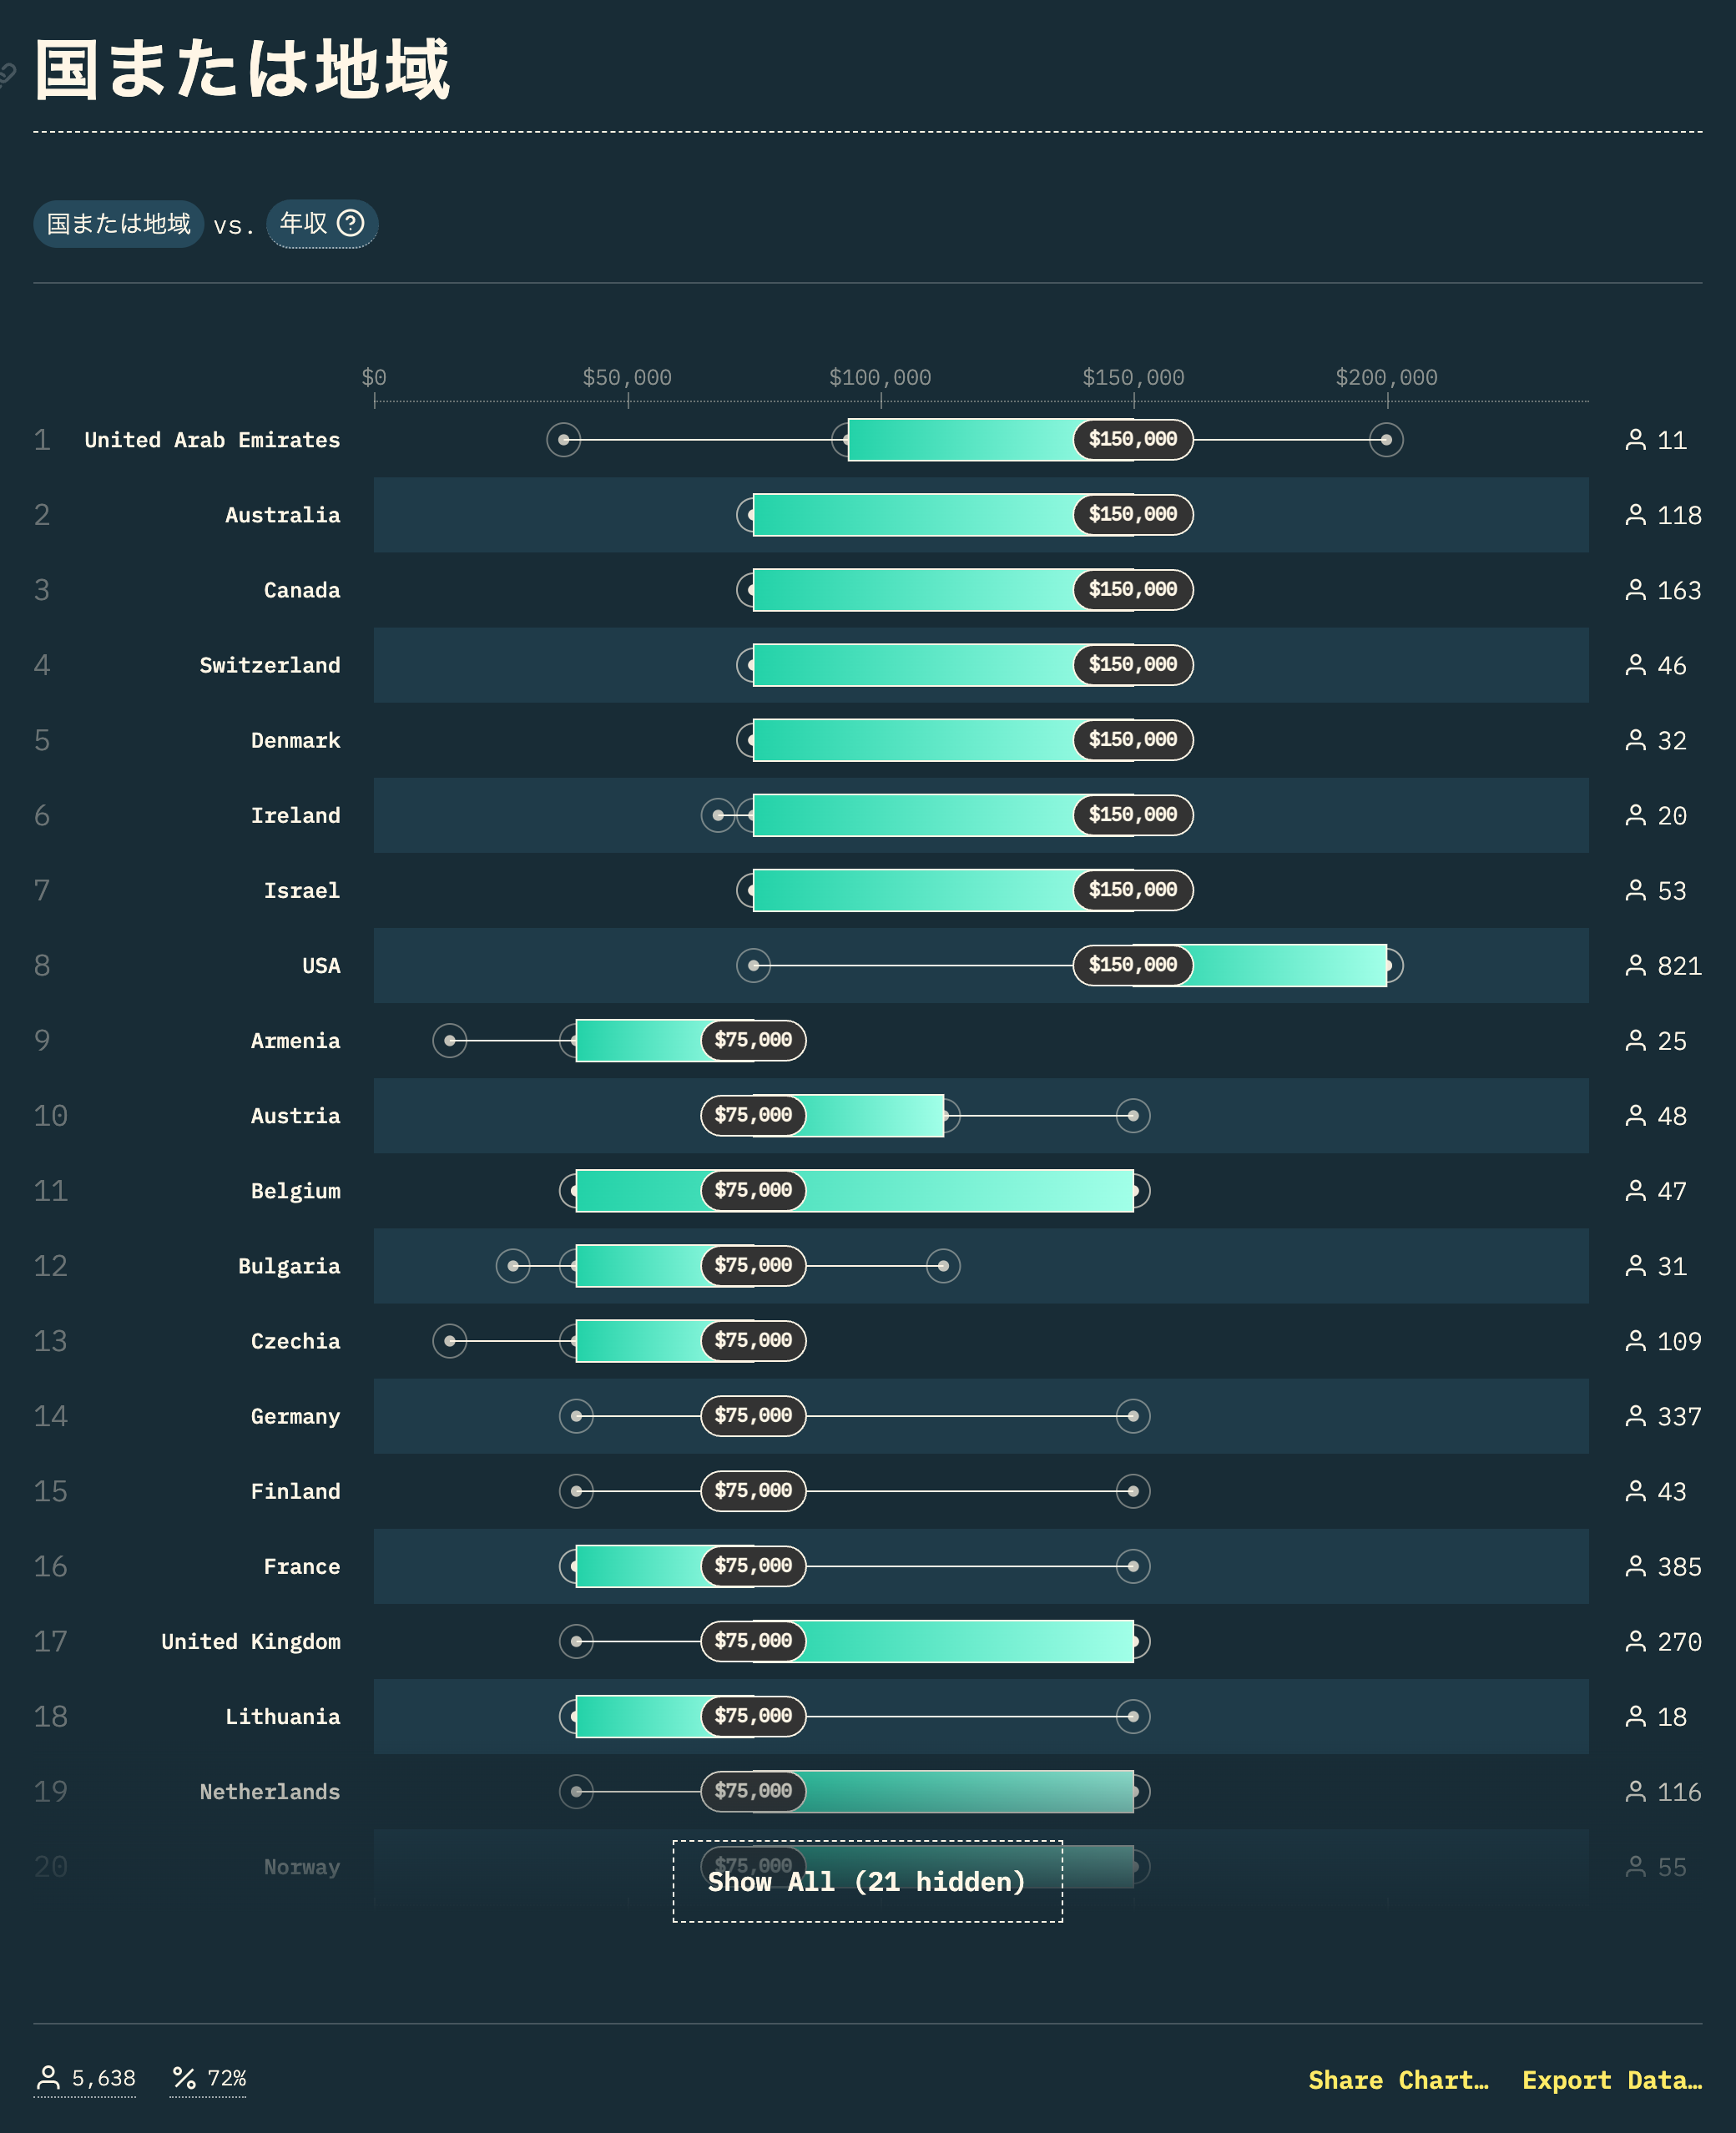 国または地域
国または地域 vs. 年収 ?
$0 $50,000 $100,000 $150,000 $200,000
1 United Arab Emirates $150,000 11
2 Australia $150,000 118
3 Canada $150,000 163
4 Switzerland $150,000 46
5 Denmark $150,000 32
6 Ireland $150,000 20
7 Israel $150,000 53
8 USA $150,000 821
9 Armenia $75,000 25
10 Austria $75,000 48
11 Belgium $75,000 47
12 Bulgaria $75,000 31
13 Czechia $75,000 109
14 Germany $75,000 337
15 Finland $75,000 43
16 France $75,000 385
17 United Kingdom $75,000 270
18 Lithuania $75,000 18
19 Netherlands $75,000 116
20 Norway $75,000 55
Show All (21 hidden)
5,638 72% Share Chart… Export Data…